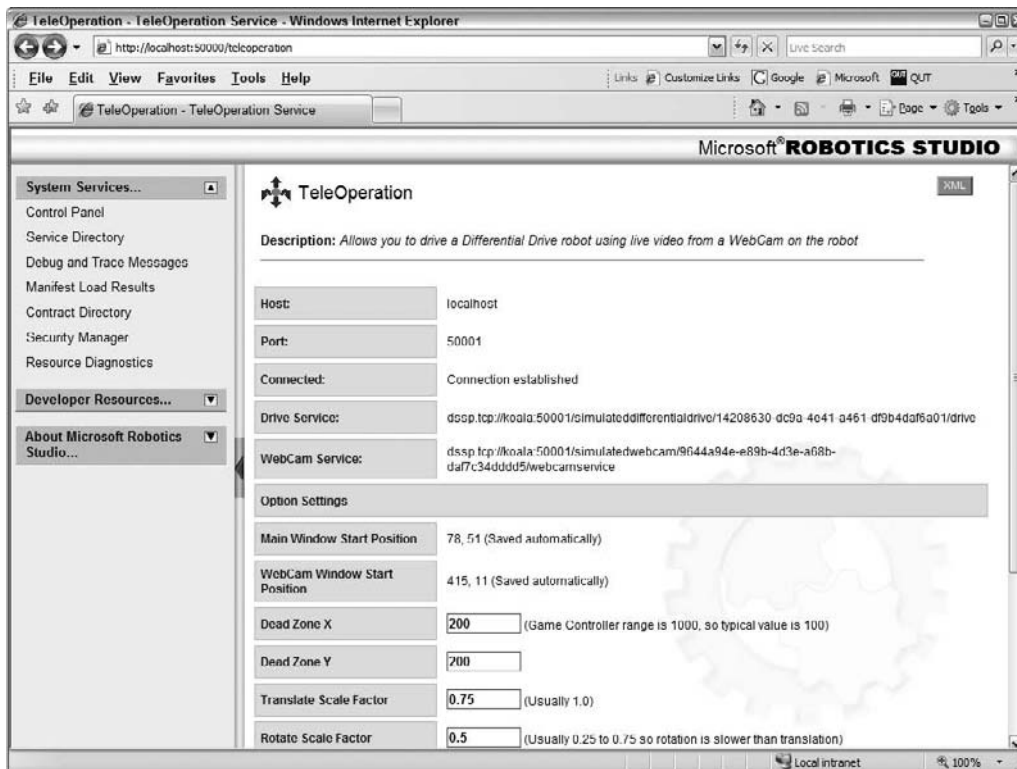 TeleOperation - TeleOperation Service - Windows Internet Explorer
http://localhost:50000/teleoperation
Live Search
File Edit View Favorites Tools Help
Links Customize Links Google Microsoft QUT QUT
TeleOperation - TeleOperation Service
Page Tools
Microsoft® ROBOTICS STUDIO
System Services...
Control Panel
Service Directory
Debug and Trace Messages
Manifest Load Results
Contract Directory
Security Manager
Resource Diagnostics
Developer Resources...
About Microsoft Robotics
Studio...
TeleOperation
XML
Description: Allows you to drive a Differential Drive robot using live video from a WebCam on the robot
Host: localhost
Port: 50001
Connected: Connection established
Drive Service: dssp.tcp://koala:50001/simulateddifferentialdrive/14208630-dc9a-4e41-a461-df9b4daf6a01/drive
WebCam Service: dssp.tcp://koala:50001/simulatedwebcam/9644a94e-e89b-4d3e-a68b-
daf7c34dddd5/webcamservice
Option Settings
Main Window Start Position 78, 51 (Saved automatically)
WebCam Window Start
Position 415, 11 (Saved automatically)
Dead Zone X 200 (Game Controller range is 1000, so typical value is 100)
Dead Zone Y 200
Translate Scale Factor 0.75 (Usually 1.0)
Rotate Scale Factor 0.5 (Usually 0.25 to 0.75 so rotation is slower than translation)
Local intranet 100%